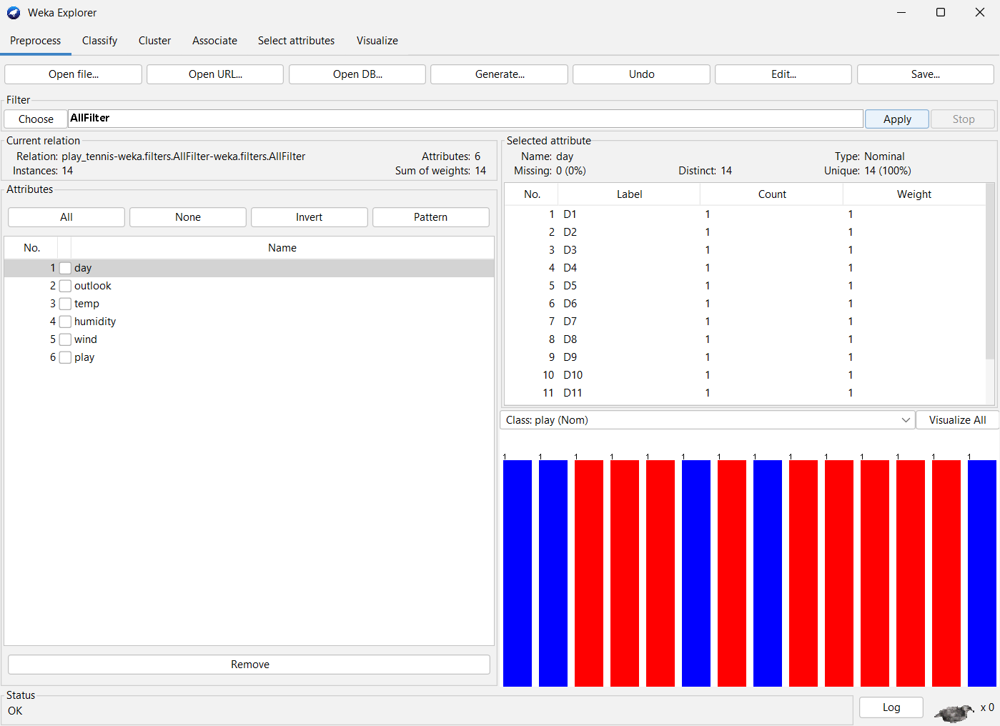 Weka Explorer
Preprocess Classify Cluster Associate Select attributes Visualize
Open file... Open URL... Open DB... Generate... Undo Edit... Save...
Filter
Choose AllFilter Apply Stop
Current relation
Relation: play_tennis-weka.filters.AllFilter-weka.filters.AllFilter Attributes: 6
Instances: 14 Sum of weights: 14
Attributes
All None Invert Pattern
No. Name
1 day
2 outlook
3 temp
4 humidity
5 wind
6 play
Remove
Selected attribute
Name: day Type: Nominal
Missing: 0 (0%) Distinct: 14 Unique: 14 (100%)
No. Label Count Weight
1 D1 1 1
2 D2 1 1
3 D3 1 1
4 D4 1 1
5 D5 1 1
6 D6 1 1
7 D7 1 1
8 D8 1 1
9 D9 1 1
10 D10 1 1
11 D11 1 1
Class: play (Nom) Visualize All
1 1 1 1 1 1 1 1 1 1 1 1 1 1
Status
OK
Log x 0